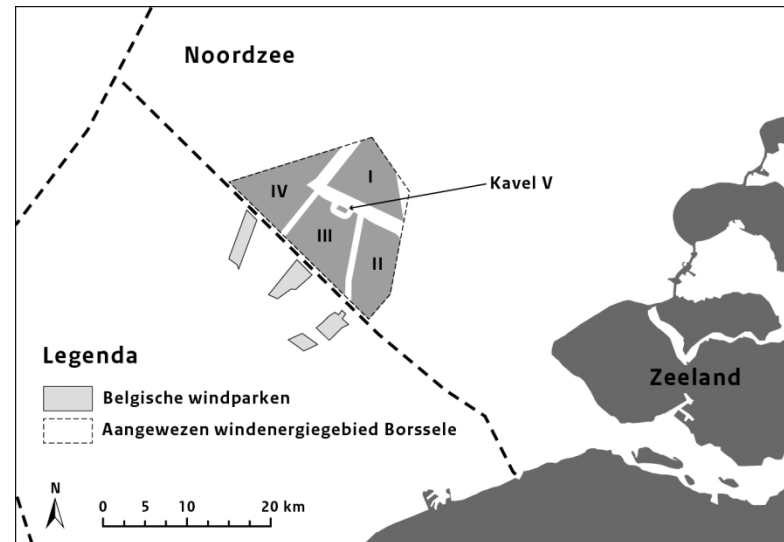 Noordzee
I
IV
Kavel V
III
II
Legenda
Zeeland
Belgische windparken
Aangewezen windenergiegebied Borssele
N
0 5 10 20 km